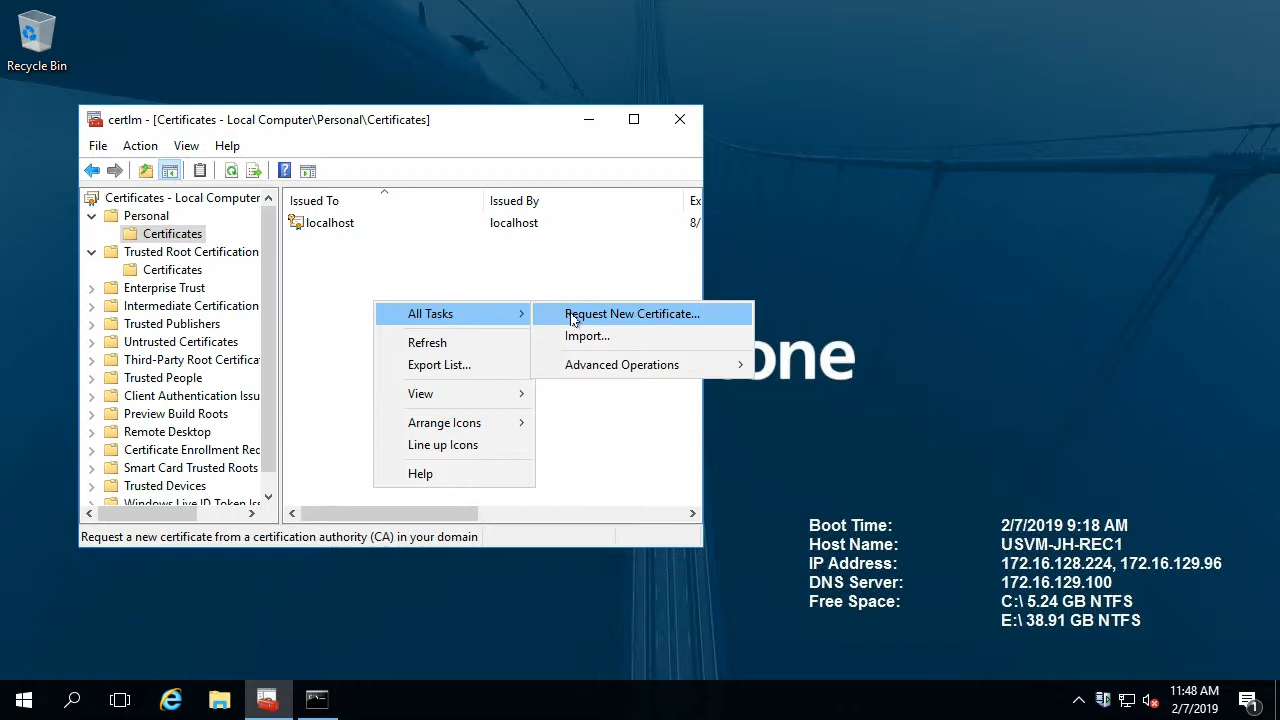 Recycle Bin
certlm - [Certificates - Local Computer\Personal\Certificates]
File Action View Help
Certificates - Local Computer
Personal
Certificates
Trusted Root Certification
Certificates
Enterprise Trust
Intermediate Certification
Trusted Publishers
Untrusted Certificates
Third-Party Root Certifica
Trusted People
Client Authentication Issu
Preview Build Roots
Remote Desktop
Certificate Enrollment Req
Smart Card Trusted Roots
Trusted Devices
Windows Live ID Token Iss
Issued To Issued By Ex
localhost localhost 8/
All Tasks
Refresh
Export List...
View
Arrange Icons
Line up Icons
Help
Request New Certificate...
Import...
Advanced Operations
Request a new certificate from a certification authority (CA) in your domain
one
Boot Time: 2/7/2019 9:18 AM
Host Name: USVM-JH-REC1
IP Address: 172.16.128.224, 172.16.129.96
DNS Server: 172.16.129.100
Free Space: C:\ 5.24 GB NTFS
E:\ 38.91 GB NTFS
11:48 AM
2/7/2019
1